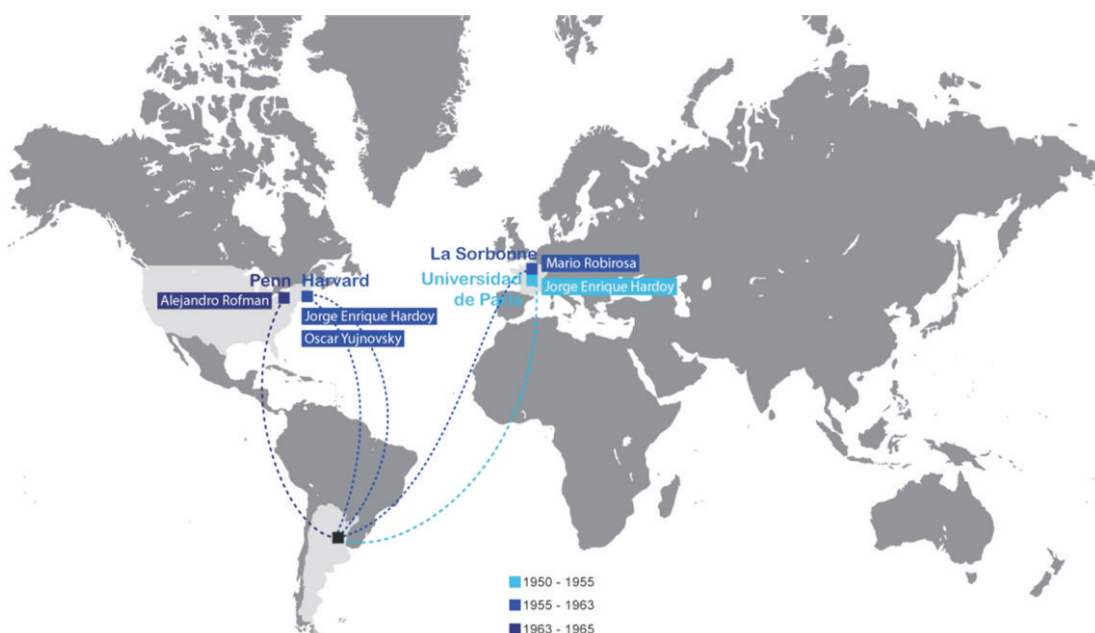 La Sorbonne
Mario Robirosa
Penn
Harvard
Universidad
de París
Jorge Enrique Hardoy
Alejandro Rofman
Jorge Enrique Hardoy
Oscar Yujnovsky
1950 - 1955
1955 - 1963
1963 - 1965